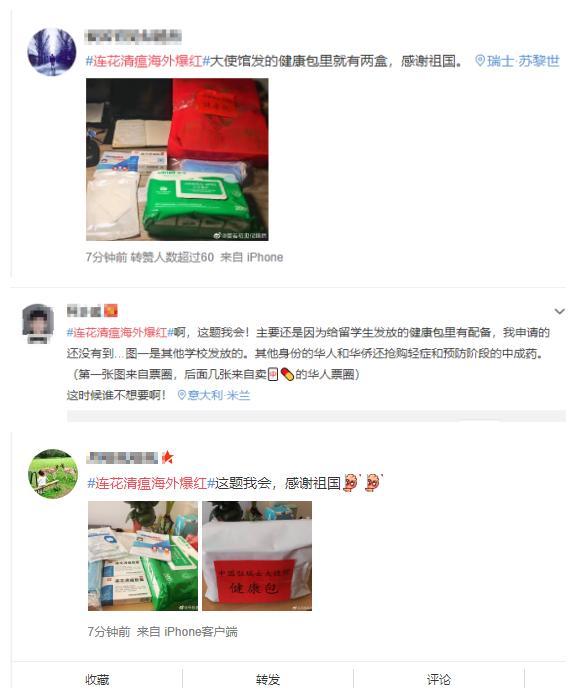 #连花清瘟海外爆红#大使馆发的健康包里就有两盒，感谢祖国。 瑞士·苏黎世
健康包
7分钟前 转赞人数超过60 来自 iPhone
#连花清瘟海外爆红#啊，这题我会！主要还是因为给留学生发放的健康包里有配备，我申请的
还没有到...图一是其他学校发放的。其他身份的华人和华侨还抢购轻症和预防阶段的中成药。
（第一张图来自票圈，后面几张来自卖🀄💊的华人票圈）
这时候谁不想要啊！ 意大利·米兰
#连花清瘟海外爆红#这题我会，感谢祖国
连花清瘟胶囊
中国驻瑞士大使馆
健康包
7分钟前 来自 iPhone客户端
收藏 转发 评论